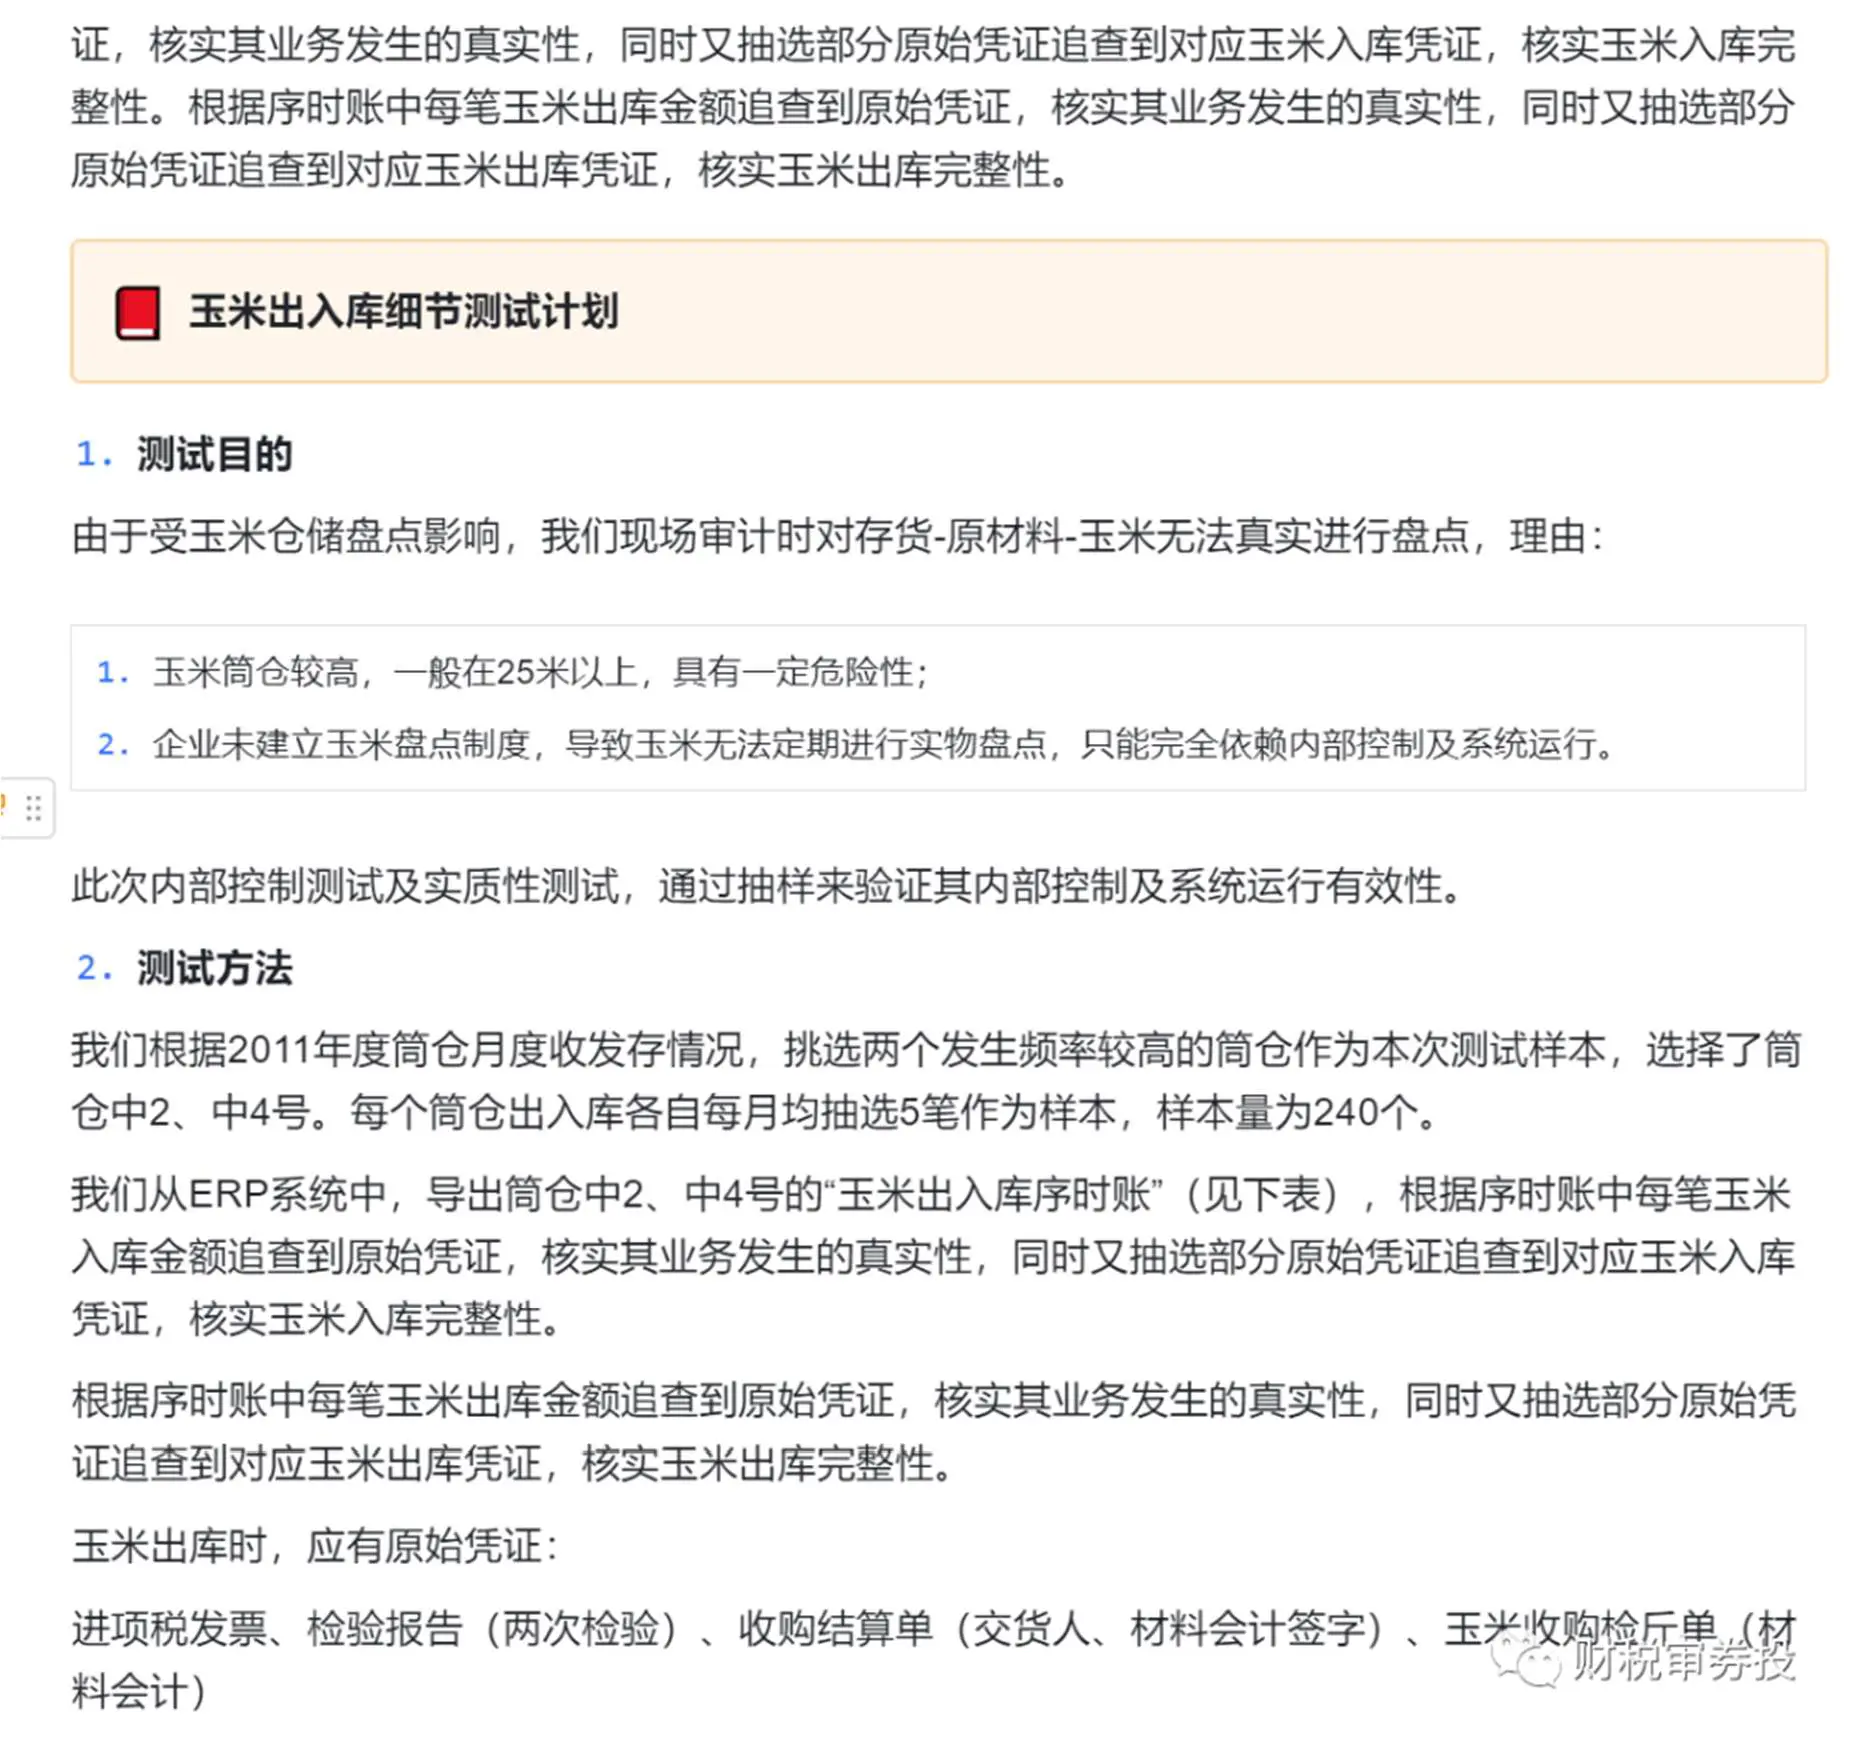 证，核实其业务发生的真实性，同时又抽选部分原始凭证追查到对应玉米入库凭证，核实玉米入库完
整性。根据序时账中每笔玉米出库金额追查到原始凭证，核实其业务发生的真实性，同时又抽选部分
原始凭证追查到对应玉米出库凭证，核实玉米出库完整性。
玉米出入库细节测试计划
1. 测试目的
由于受玉米仓储盘点影响，我们现场审计时对存货-原材料-玉米无法真实进行盘点，理由：
1. 玉米筒仓较高，一般在25米以上，具有一定危险性；
2. 企业未建立玉米盘点制度，导致玉米无法定期进行实物盘点，只能完全依赖内部控制及系统运行。
此次内部控制测试及实质性测试，通过抽样来验证其内部控制及系统运行有效性。
2. 测试方法
我们根据2011年度筒仓月度收发存情况，挑选两个发生频率较高的筒仓作为本次测试样本，选择了筒
仓中2、中4号。每个筒仓出入库各自每月均抽选5笔作为样本，样本量为240个。
我们从ERP系统中，导出筒仓中2、中4号的“玉米出入库序时账”（见下表），根据序时账中每笔玉米
入库金额追查到原始凭证，核实其业务发生的真实性，同时又抽选部分原始凭证追查到对应玉米入库
凭证，核实玉米入库完整性。
根据序时账中每笔玉米出库金额追查到原始凭证，核实其业务发生的真实性，同时又抽选部分原始凭
证追查到对应玉米出库凭证，核实玉米出库完整性。
玉米出库时，应有原始凭证：
进项税发票、检验报告（两次检验）、收购结算单（交货人、材料会计签字）、玉米收购检斤单（材
料会计）
财税审券投